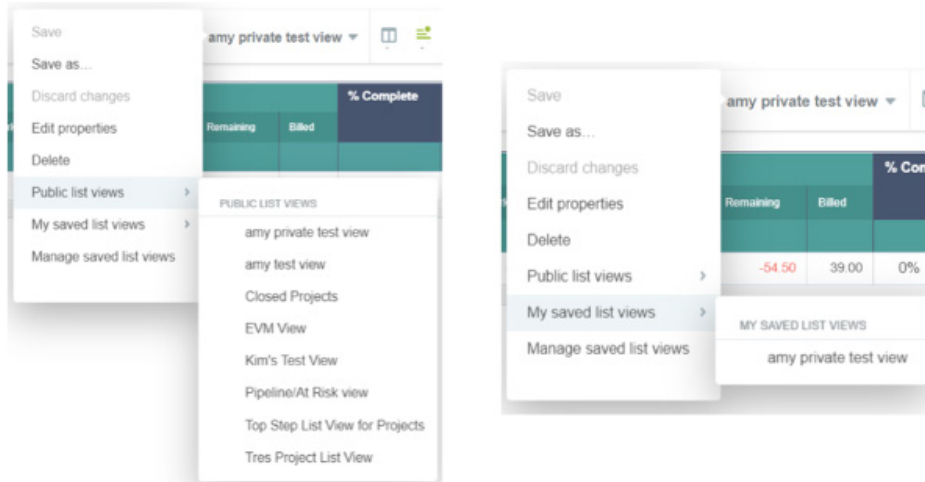 Save
Save as...
Discard changes
Edit properties
Delete
Public list views
My saved list views
Manage saved list views
amy private test view
% Complete
Remaining
Billed
PUBLIC LIST VIEWS
amy private test view
amy test view
Closed Projects
EVM View
Kim's Test View
Pipeline/At Risk view
Top Step List View for Projects
Tres Project List View
Save
Save as...
Discard changes
Edit properties
Delete
Public list views
My saved list views
Manage saved list views
amy private test view
% Con
Remaining
Billed
-54.50
39.00
0%
MY SAVED LIST VIEWS
amy private test view